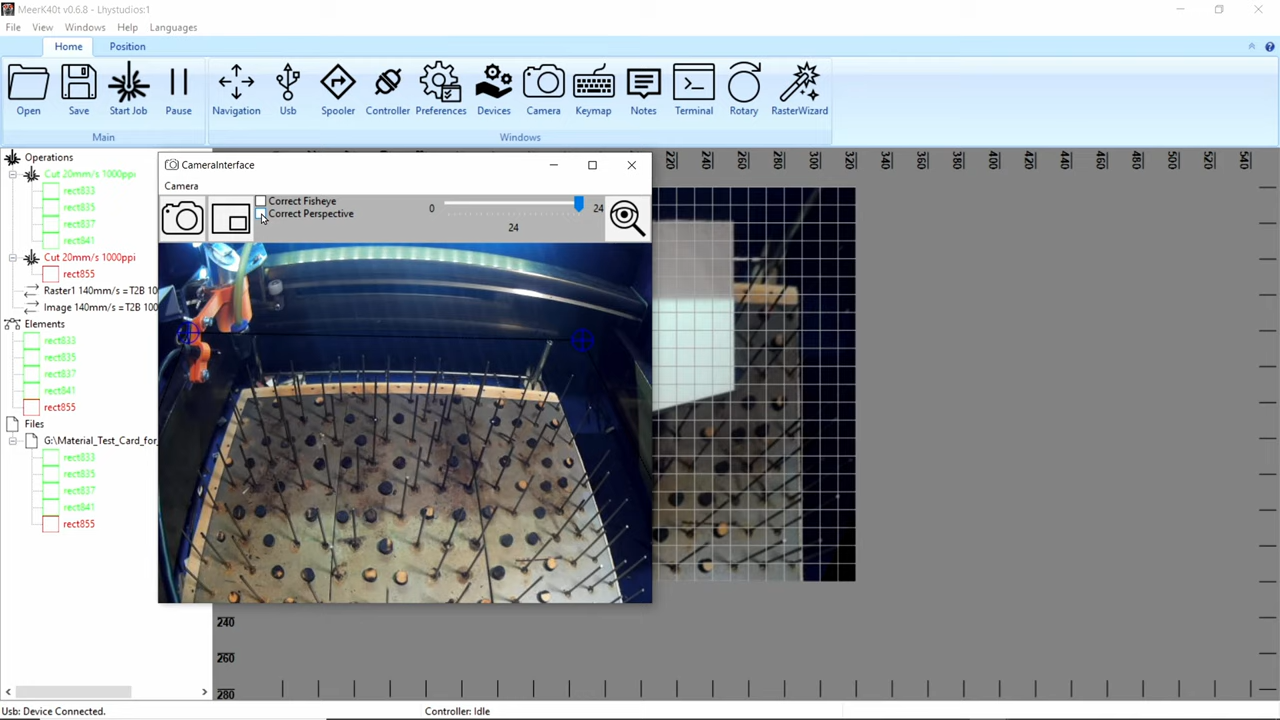 MeerK40t v0.6.8 - Lhystudios:1
File View Windows Help Languages
Home Position
Open Save Start Job Pause Navigation Usb Spooler Controller Preferences Devices Camera Keymap Notes Terminal Rotary RasterWizard
Main Windows
Operations
Cut 20mm/s 1000ppi
rect833
rect835
rect837
rect841
Cut 20mm/s 1000ppi
rect855
Raster1 140mm/s =T2B 10
Image 140mm/s =T2B 100
Elements
rect833
rect835
rect837
rect841
rect855
Files
G:\Material_Test_Card_for_
rect833
rect835
rect837
rect841
rect855
CameraInterface
Camera
Correct Fisheye
Correct Perspective
0 24
24
220 240 260 280 300 320 340 360 380 400 420 440 460 480 500 520 540
240
260
280
Usb: Device Connected. Controller: Idle